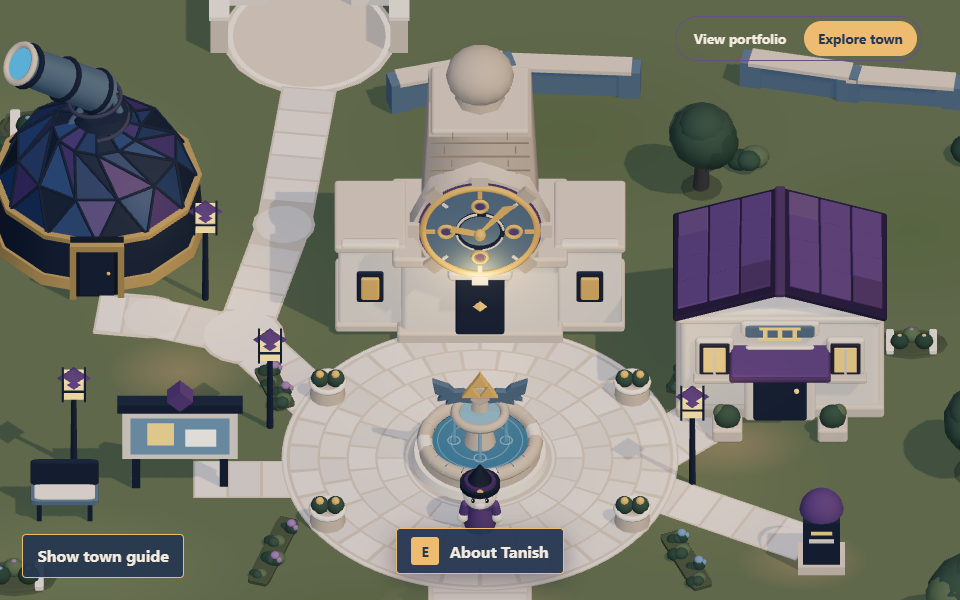 View portfolio
Explore town
Show town guide
E
About Tanish